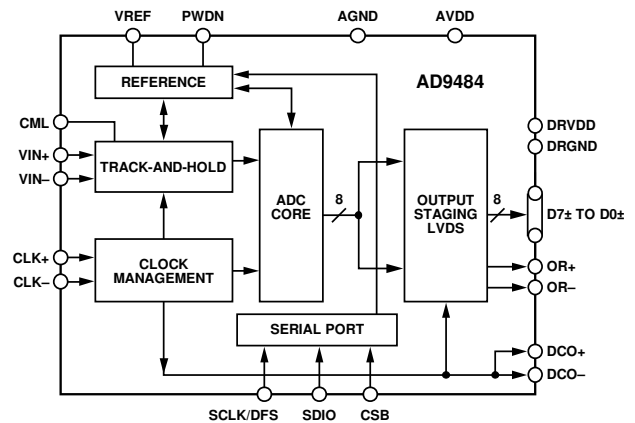 VREF PWDN AGND AVDD
REFERENCE
AD9484
CML
VIN+
VIN–
TRACK-AND-HOLD
ADC
CORE
8
OUTPUT
STAGING
LVDS
8
DRVDD
DRGND
D7± TO D0±
CLK+
CLK–
CLOCK
MANAGEMENT
OR+
OR–
SERIAL PORT
DCO+
DCO–
SCLK/DFS SDIO CSB